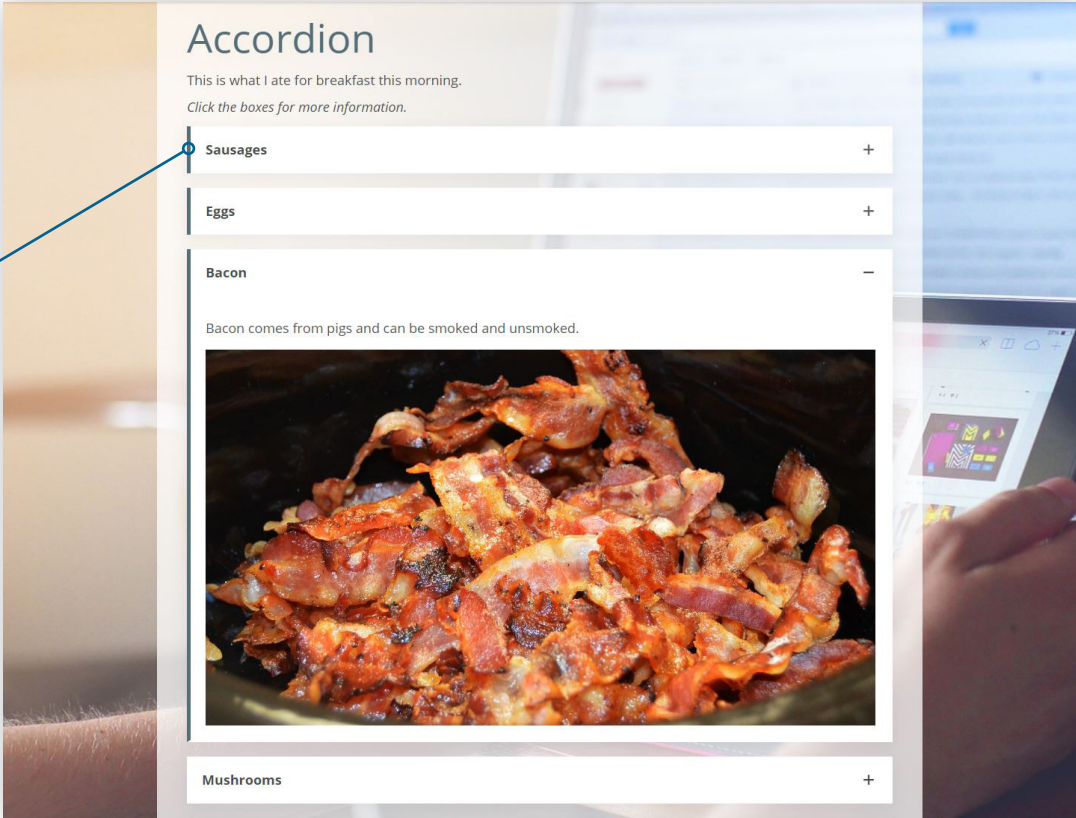 Accordion
This is what I ate for breakfast this morning.
Click the boxes for more information.
Sausages +
Eggs +
Bacon −
Bacon comes from pigs and can be smoked and unsmoked.
Mushrooms +